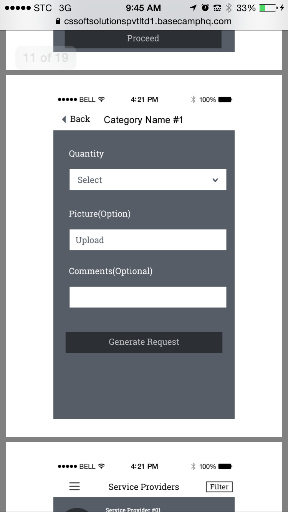 STC 3G 9:45 AM 33%
cssoftsolutionspvtltd1.basecamphq.com
Proceed
11 of 19
BELL 4:21 PM 100%
Back Category Name #1
Quantity
Select
Picture(Option)
Upload
Comments(Optional)
Generate Request
BELL 4:21 PM 100%
Service Providers Filter
Service Provider #01